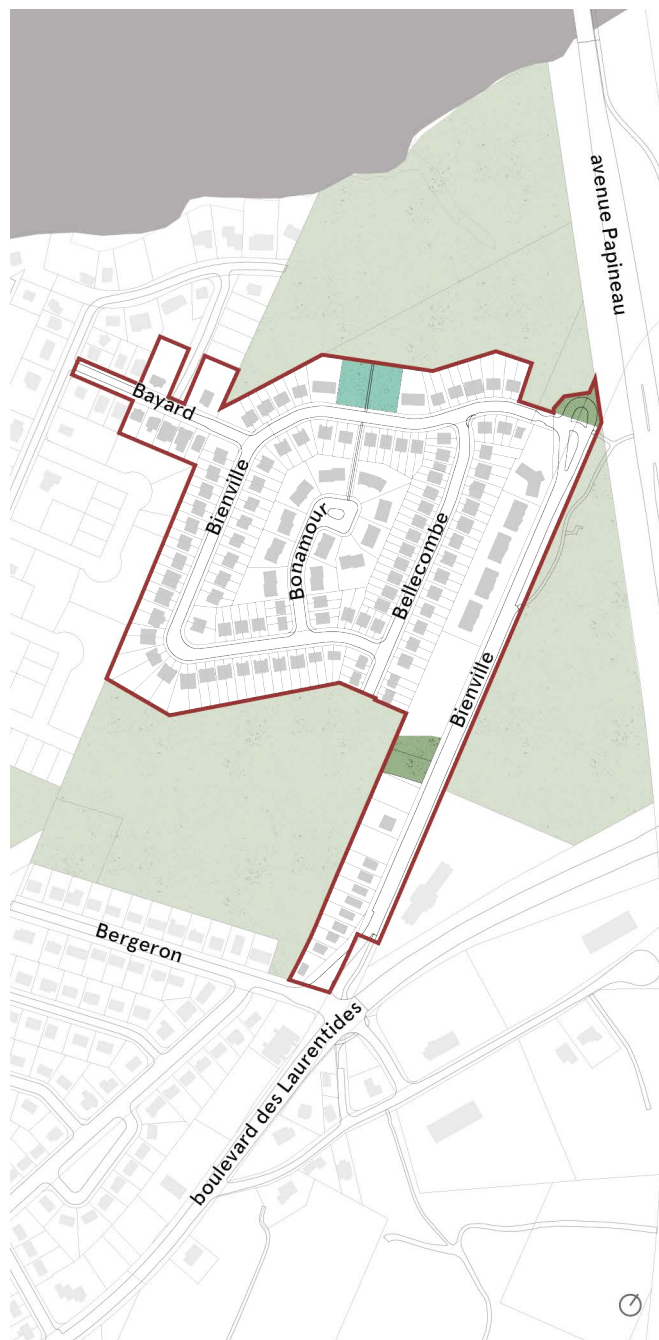 avenue Papineau
Bayard
Bienville
Bonamour
Bellecombe
Bienville
Bergeron
boulevard des Laurentides